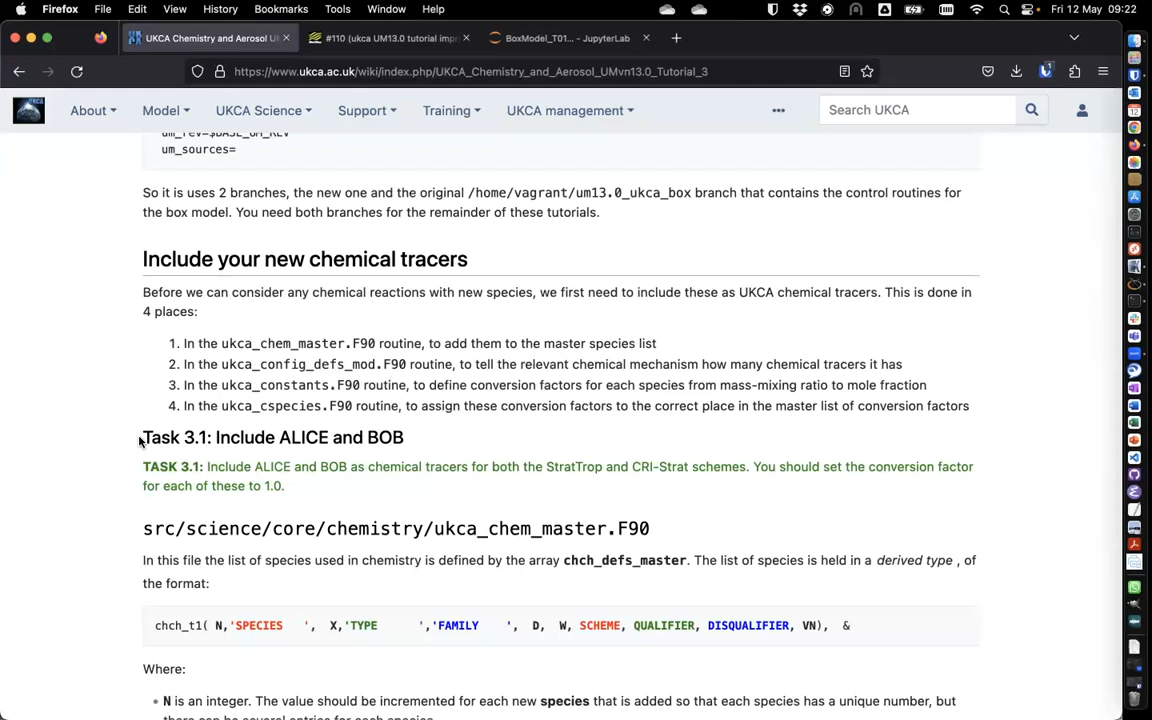 Firefox File Edit View History Bookmarks Tools Window Help Fri 12 May 09:22
UKCA Chemistry and Aerosol U #110 (ukca UM13.0 tutorial imp BoxModel_T01... - JupyterLab
https://www.ukca.ac.uk/wiki/index.php/UKCA_Chemistry_and_Aerosol_UMvn13.0_Tutorial_3
About Model UKCA Science Support Training UKCA management Search UKCA
um_rev=$BASE_UM_REV
um_sources=
So it is uses 2 branches, the new one and the original /home/vagrant/um13.0_ukca_box branch that contains the control routines for
the box model. You need both branches for the remainder of these tutorials.
Include your new chemical tracers
Before we can consider any chemical reactions with new species, we first need to include these as UKCA chemical tracers. This is done in
4 places:
1. In the ukca_chem_master.F90 routine, to add them to the master species list
2. In the ukca_config_defs_mod.F90 routine, to tell the relevant chemical mechanism how many chemical tracers it has
3. In the ukca_constants.F90 routine, to define conversion factors for each species from mass-mixing ratio to mole fraction
4. In the ukca_cspecies.F90 routine, to assign these conversion factors to the correct place in the master list of conversion factors
Task 3.1: Include ALICE and BOB
TASK 3.1: Include ALICE and BOB as chemical tracers for both the StratTrop and CRI-Strat schemes. You should set the conversion factor
for each of these to 1.0.
src/science/core/chemistry/ukca_chem_master.F90
In this file the list of species used in chemistry is defined by the array chch_defs_master. The list of species is held in a derived type , of
the format:
chch_t1( N,'SPECIES ', X,'TYPE ','FAMILY ', D, W, SCHEME, QUALIFIER, DISQUALIFIER, VN), &
Where:
• N is an integer. The value should be incremented for each new species that is added so that each species has a unique number, but
there can be several entries for each species.